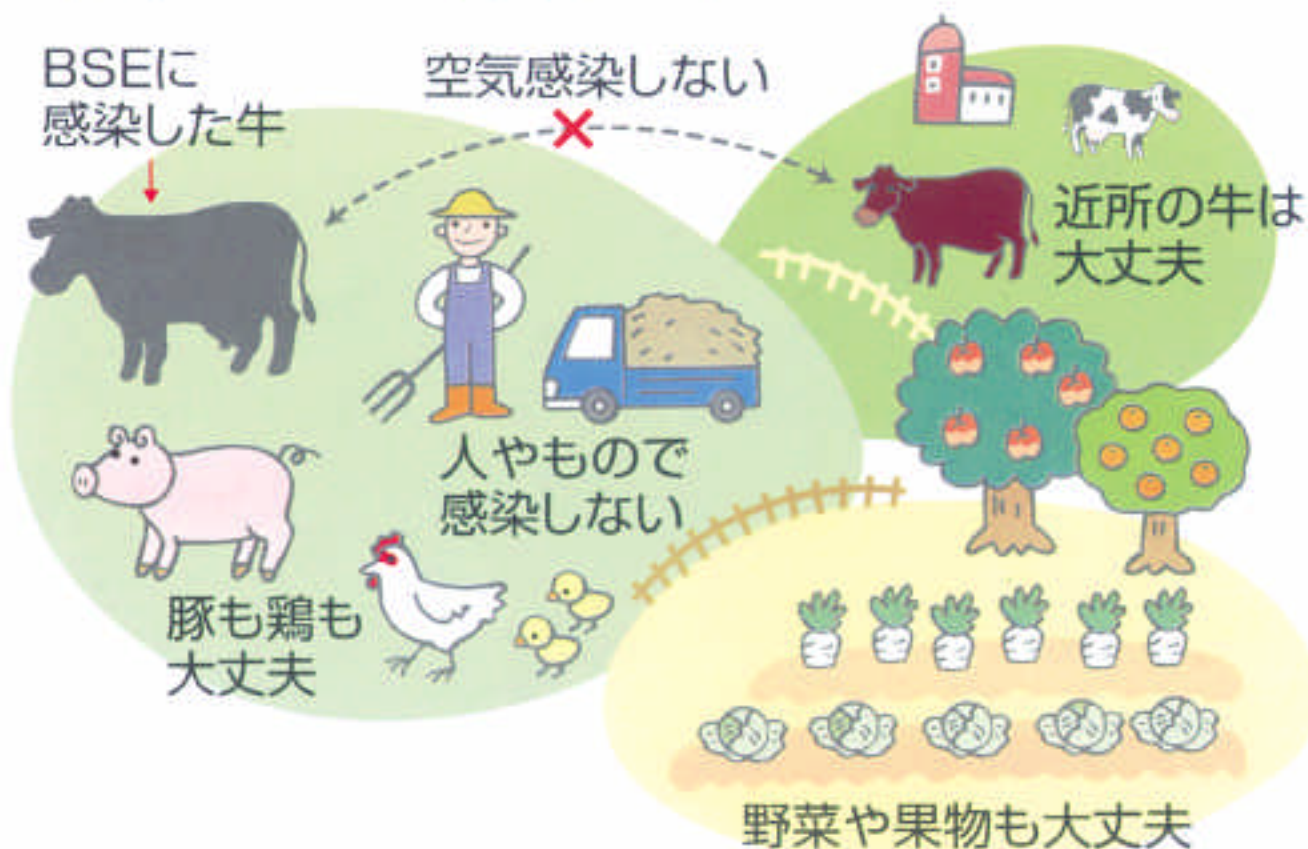 BSEに
感染した牛
空気感染しない
近所の牛は
大丈夫
人やもので
感染しない
豚も鶏も
大丈夫
野菜や果物も大丈夫